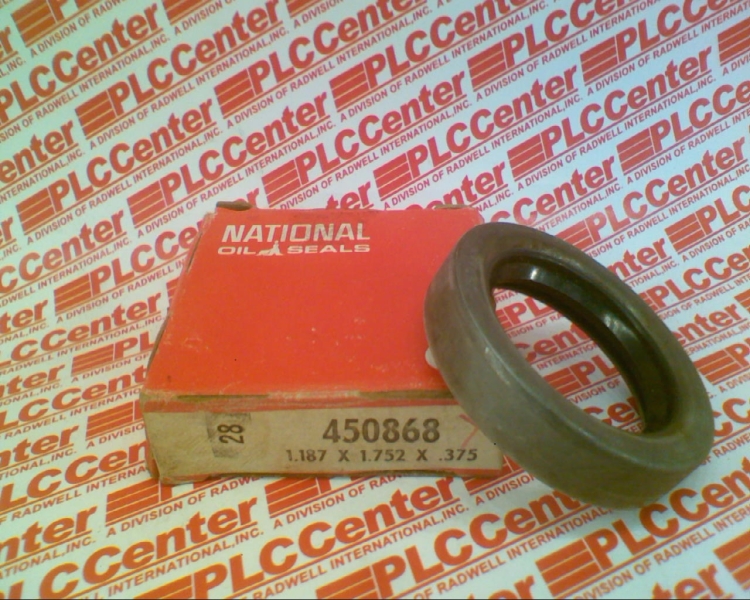 NATIONAL
OIL SEALS
28
450868
1.187 X 1.752 X .375
PLCCenter
A DIVISION OF RADWELL INTERNATIONAL, INC.